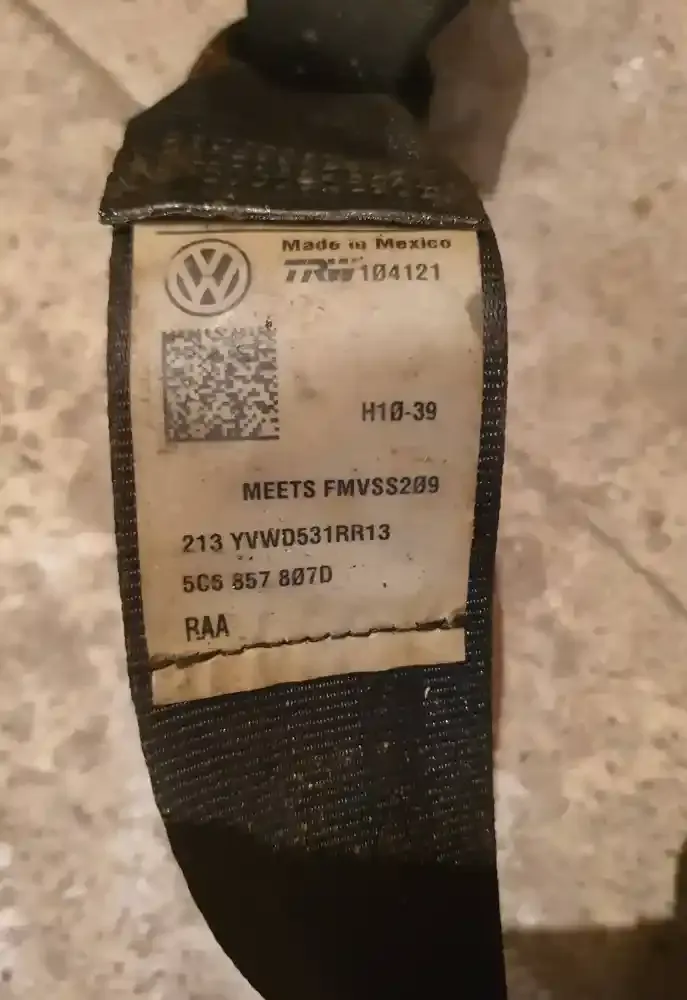 Made in Mexico
TRW 104121
H10-39
MEETS FMVSS209
213 YVWD531RR13
5C6 857 807D
RAA